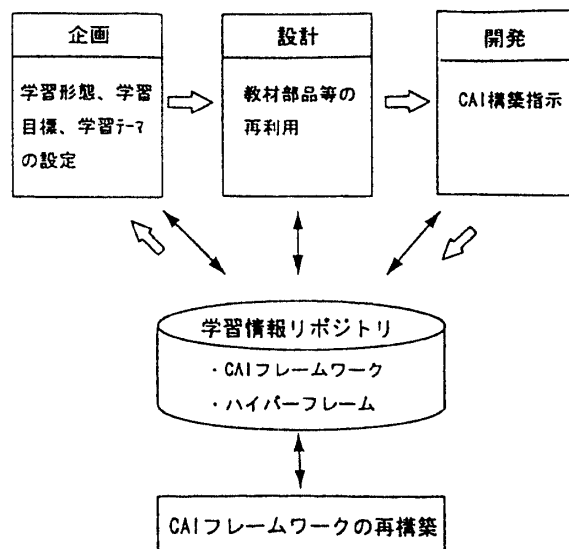 企画
学習形態、学習
目標、学習ﾃｰﾏ
の設定
設計
教材部品等の
再利用
開発
CAI構築指示
学習情報リポジトリ
・CAIフレームワーク
・ハイパーフレーム
CAIフレームワークの再構築